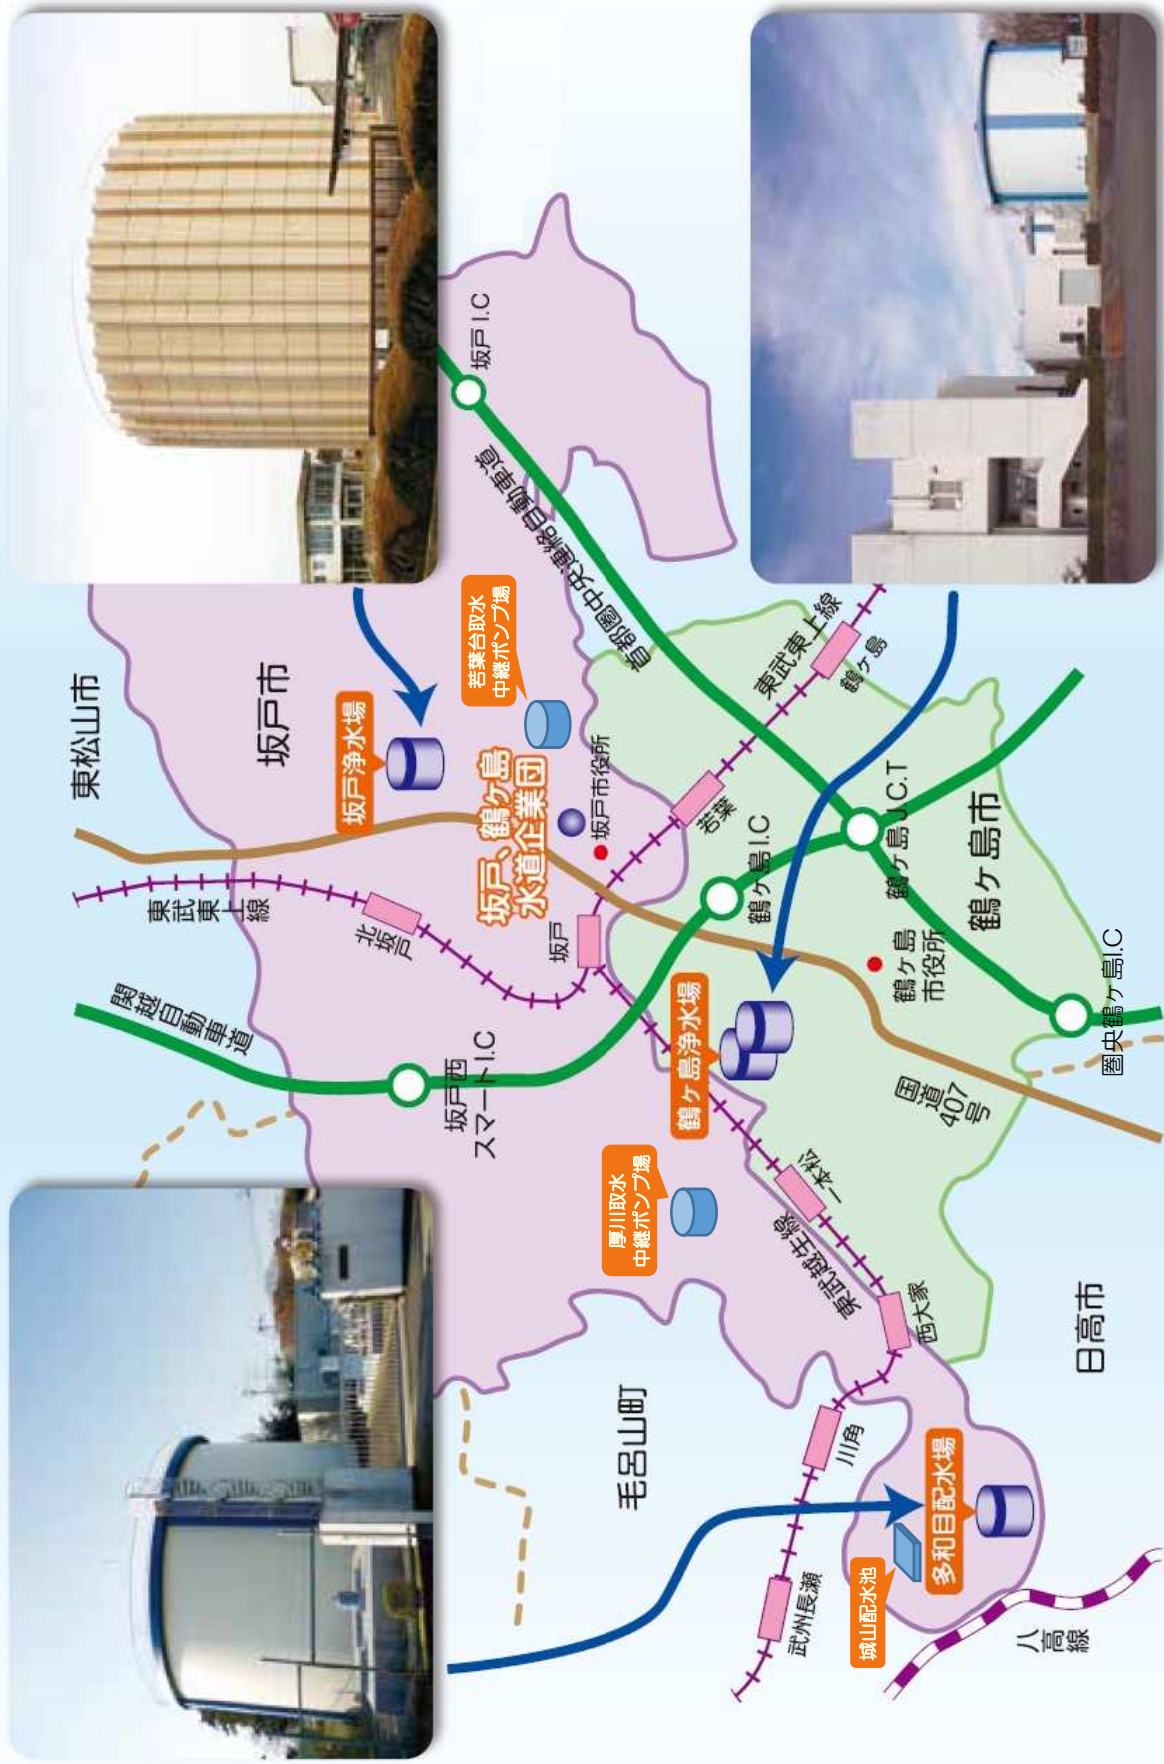 東松山市
坂戸市
東武東上線
関越自動車道
北坂戸
坂戸浄水場
若葉台取水
中継ポンプ場
坂戸、鶴ヶ島
水道企業団
坂戸市役所
坂戸I.C
首都圏中央連絡自動車道
坂戸西
スマートI.C
坂戸
若葉
東武東上線
鶴ヶ島
鶴ヶ島I.C
鶴ヶ島J.C.T
鶴ヶ島浄水場
鶴ヶ島
市役所
鶴ヶ島市
圏央鶴ヶ島I.C
国道
407
号
厚川取水
中継ポンプ場
一本松
東武越生線
西大家
川角
武州長瀬
毛呂山町
日高市
多和目配水場
城山配水池
八高線